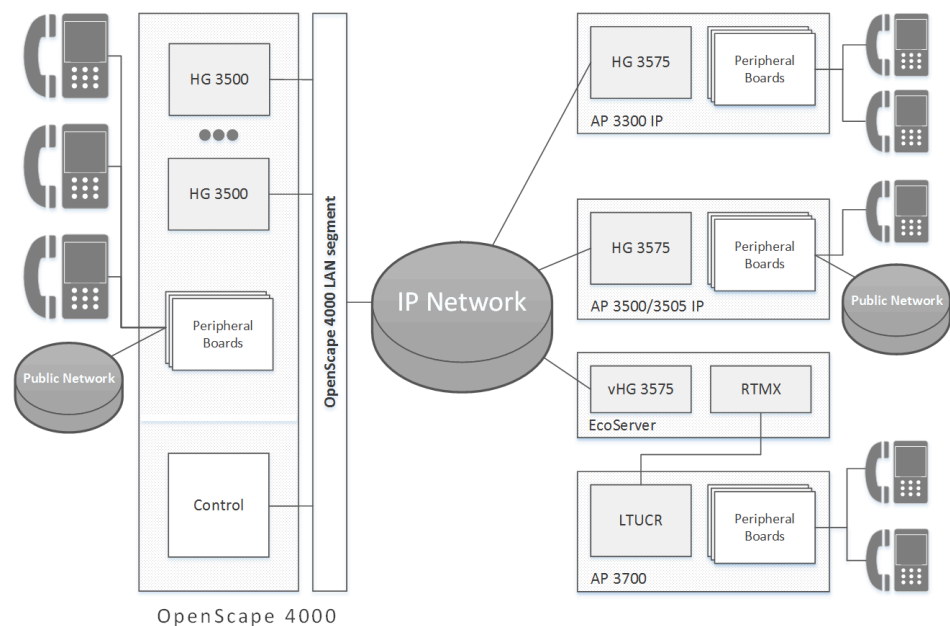 HG 3500
HG 3500
Peripheral
Boards
Public Network
Control
OpenScape 4000
OpenScape 4000 LAN segment
IP Network
HG 3575
Peripheral
Boards
AP 3300 IP
HG 3575
Peripheral
Boards
AP 3500/3505 IP
Public Network
vHG 3575
RTMX
EcoServer
LTUCR
Peripheral
Boards
AP 3700